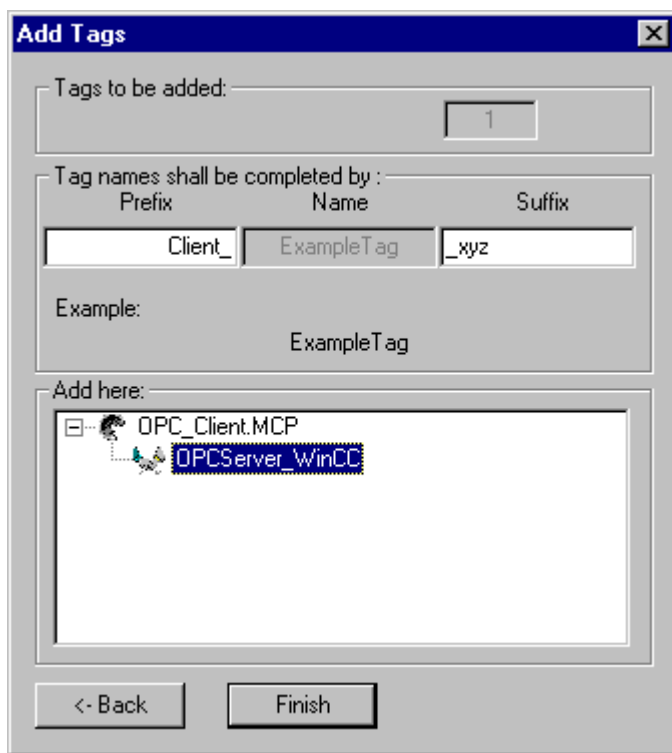 Add Tags
Tags to be added:
1
Tag names shall be completed by :
Prefix Name Suffix
Client_ ExampleTag _xyz
Example:
ExampleTag
Add here:
OPC_Client.MCP
OPCServer_WinCC
<- Back Finish